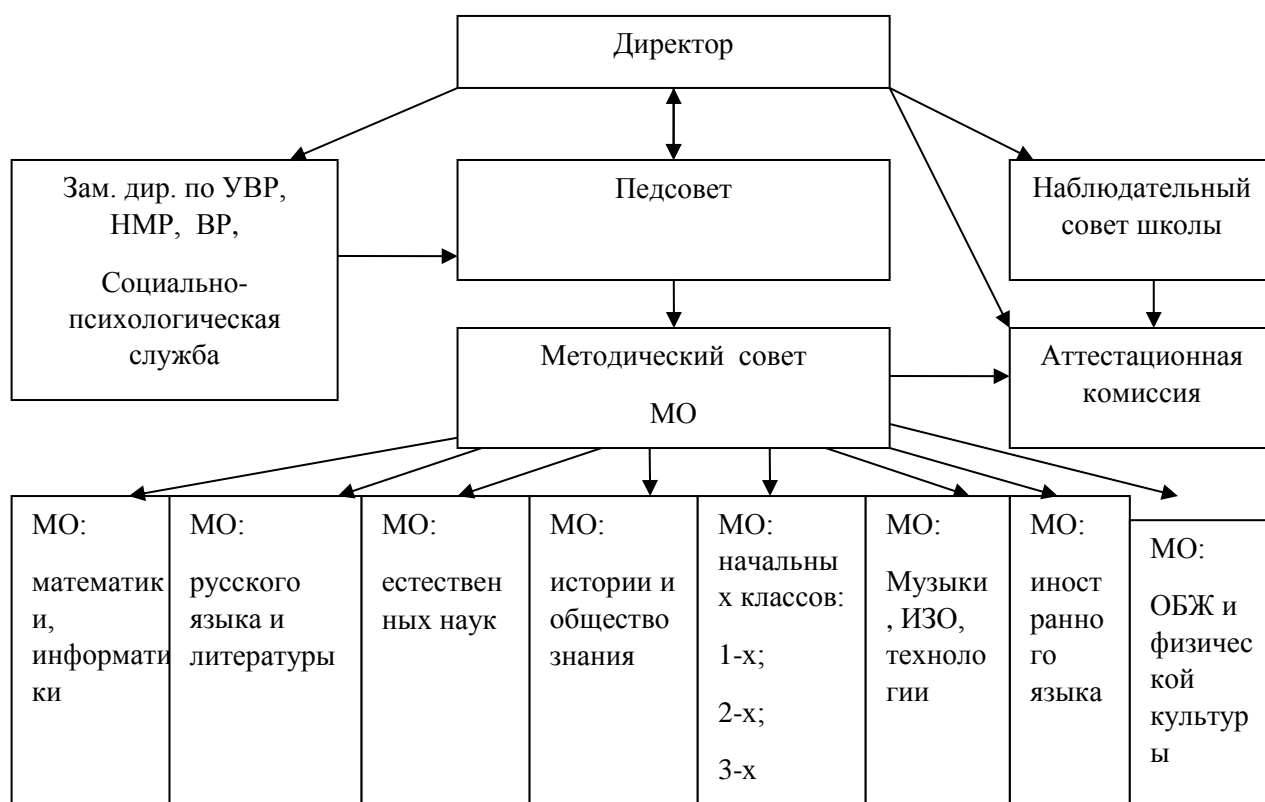 Директор
Зам. дир. по УВР,
НМР, ВР,
Социально-
психологическая
служба
Педсовет
Наблюдательный
совет школы
Методический совет
МО
Аттестационная
комиссия
МО:
математик
и,
информати
ки
МО:
русского
языка и
литературы
МО:
естествен
ных наук
МО:
истории и
общество
знания
МО:
начальны
х классов:
1-х;
2-х;
3-х
МО:
Музыки
, ИЗО,
техноло
гии
МО:
иност
ранно
го
языка
МО:
ОБЖ и
физичес
кой
культур
ы